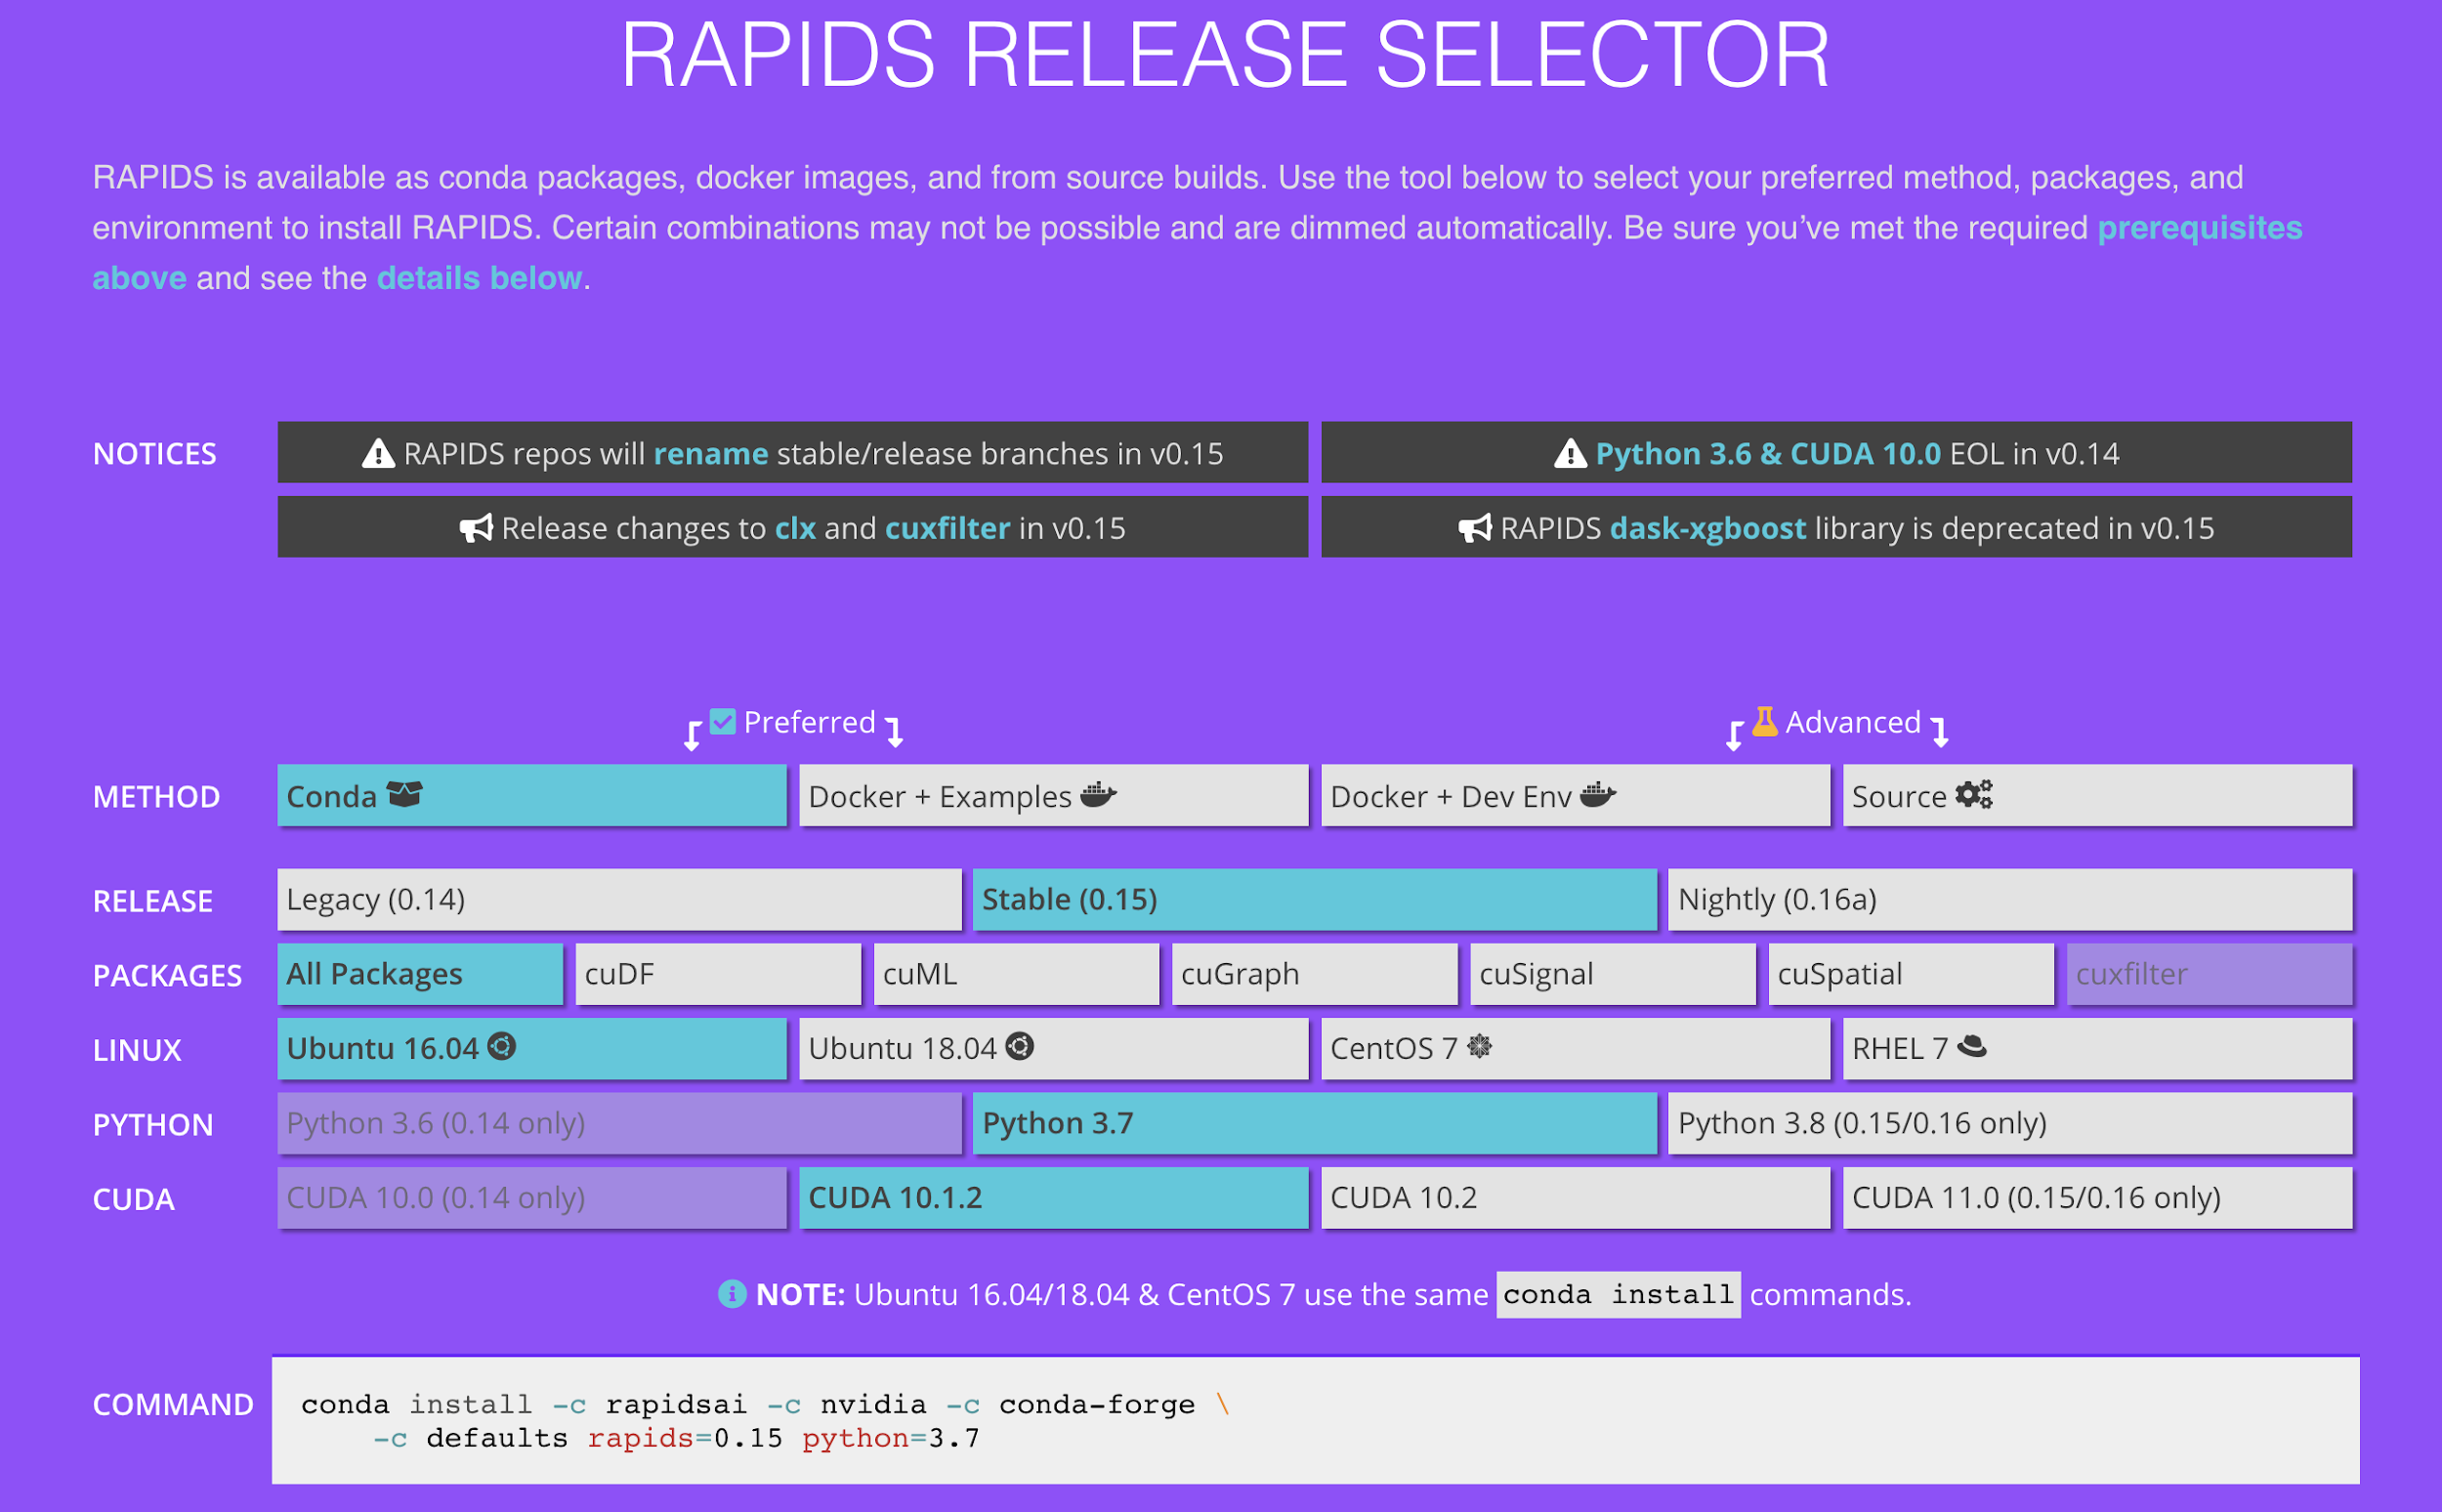 RAPIDS RELEASE SELECTOR
RAPIDS is available as conda packages, docker images, and from source builds. Use the tool below to select your preferred method, packages, and
environment to install RAPIDS. Certain combinations may not be possible and are dimmed automatically. Be sure you’ve met the required prerequisites
above and see the details below.
NOTICES
RAPIDS repos will rename stable/release branches in v0.15
Python 3.6 & CUDA 10.0 EOL in v0.14
Release changes to clx and cuxfilter in v0.15
RAPIDS dask-xgboost library is deprecated in v0.15
Preferred
Advanced
METHOD
Conda
Docker + Examples
Docker + Dev Env
Source
RELEASE
Legacy (0.14)
Stable (0.15)
Nightly (0.16a)
PACKAGES
All Packages
cuDF
cuML
cuGraph
cuSignal
cuSpatial
cuxfilter
LINUX
Ubuntu 16.04
Ubuntu 18.04
CentOS 7
RHEL 7
PYTHON
Python 3.6 (0.14 only)
Python 3.7
Python 3.8 (0.15/0.16 only)
CUDA
CUDA 10.0 (0.14 only)
CUDA 10.1.2
CUDA 10.2
CUDA 11.0 (0.15/0.16 only)
NOTE: Ubuntu 16.04/18.04 & CentOS 7 use the same conda install commands.
COMMAND
conda install -c rapidsai -c nvidia -c conda-forge \
-c defaults rapids=0.15 python=3.7